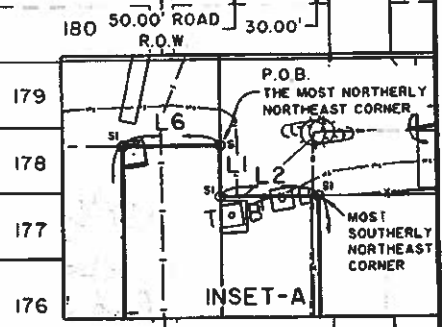 180
50.00' ROAD
R.O.W
30.00'
179
P.O.B.
THE MOST NORTHERLY
NORTHEAST CORNER
L6
SI
S
178
L1
L2
SI
SI
177
T
MOST
SOUTHERLY
NORTHEAST
CORNER
176
INSET-A